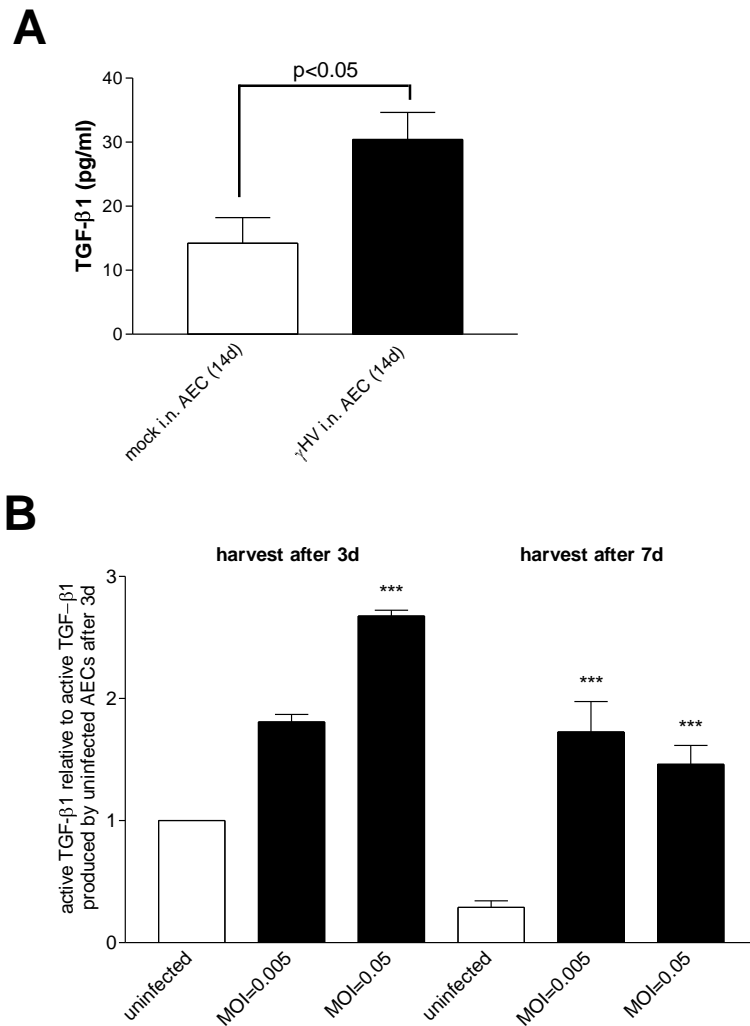 A
p<0.05
TGF-β1 (pg/ml)
40
30
20
10
0
mock i.n. AEC (14d)
γHV i.n. AEC (14d)
B
harvest after 3d
harvest after 7d
active TGF-β1 relative to active TGF−β1
produced by uninfected AECs after 3d
3
2
1
0
***
***
***
uninfected
MOI=0.005
MOI=0.05
uninfected
MOI=0.005
MOI=0.05